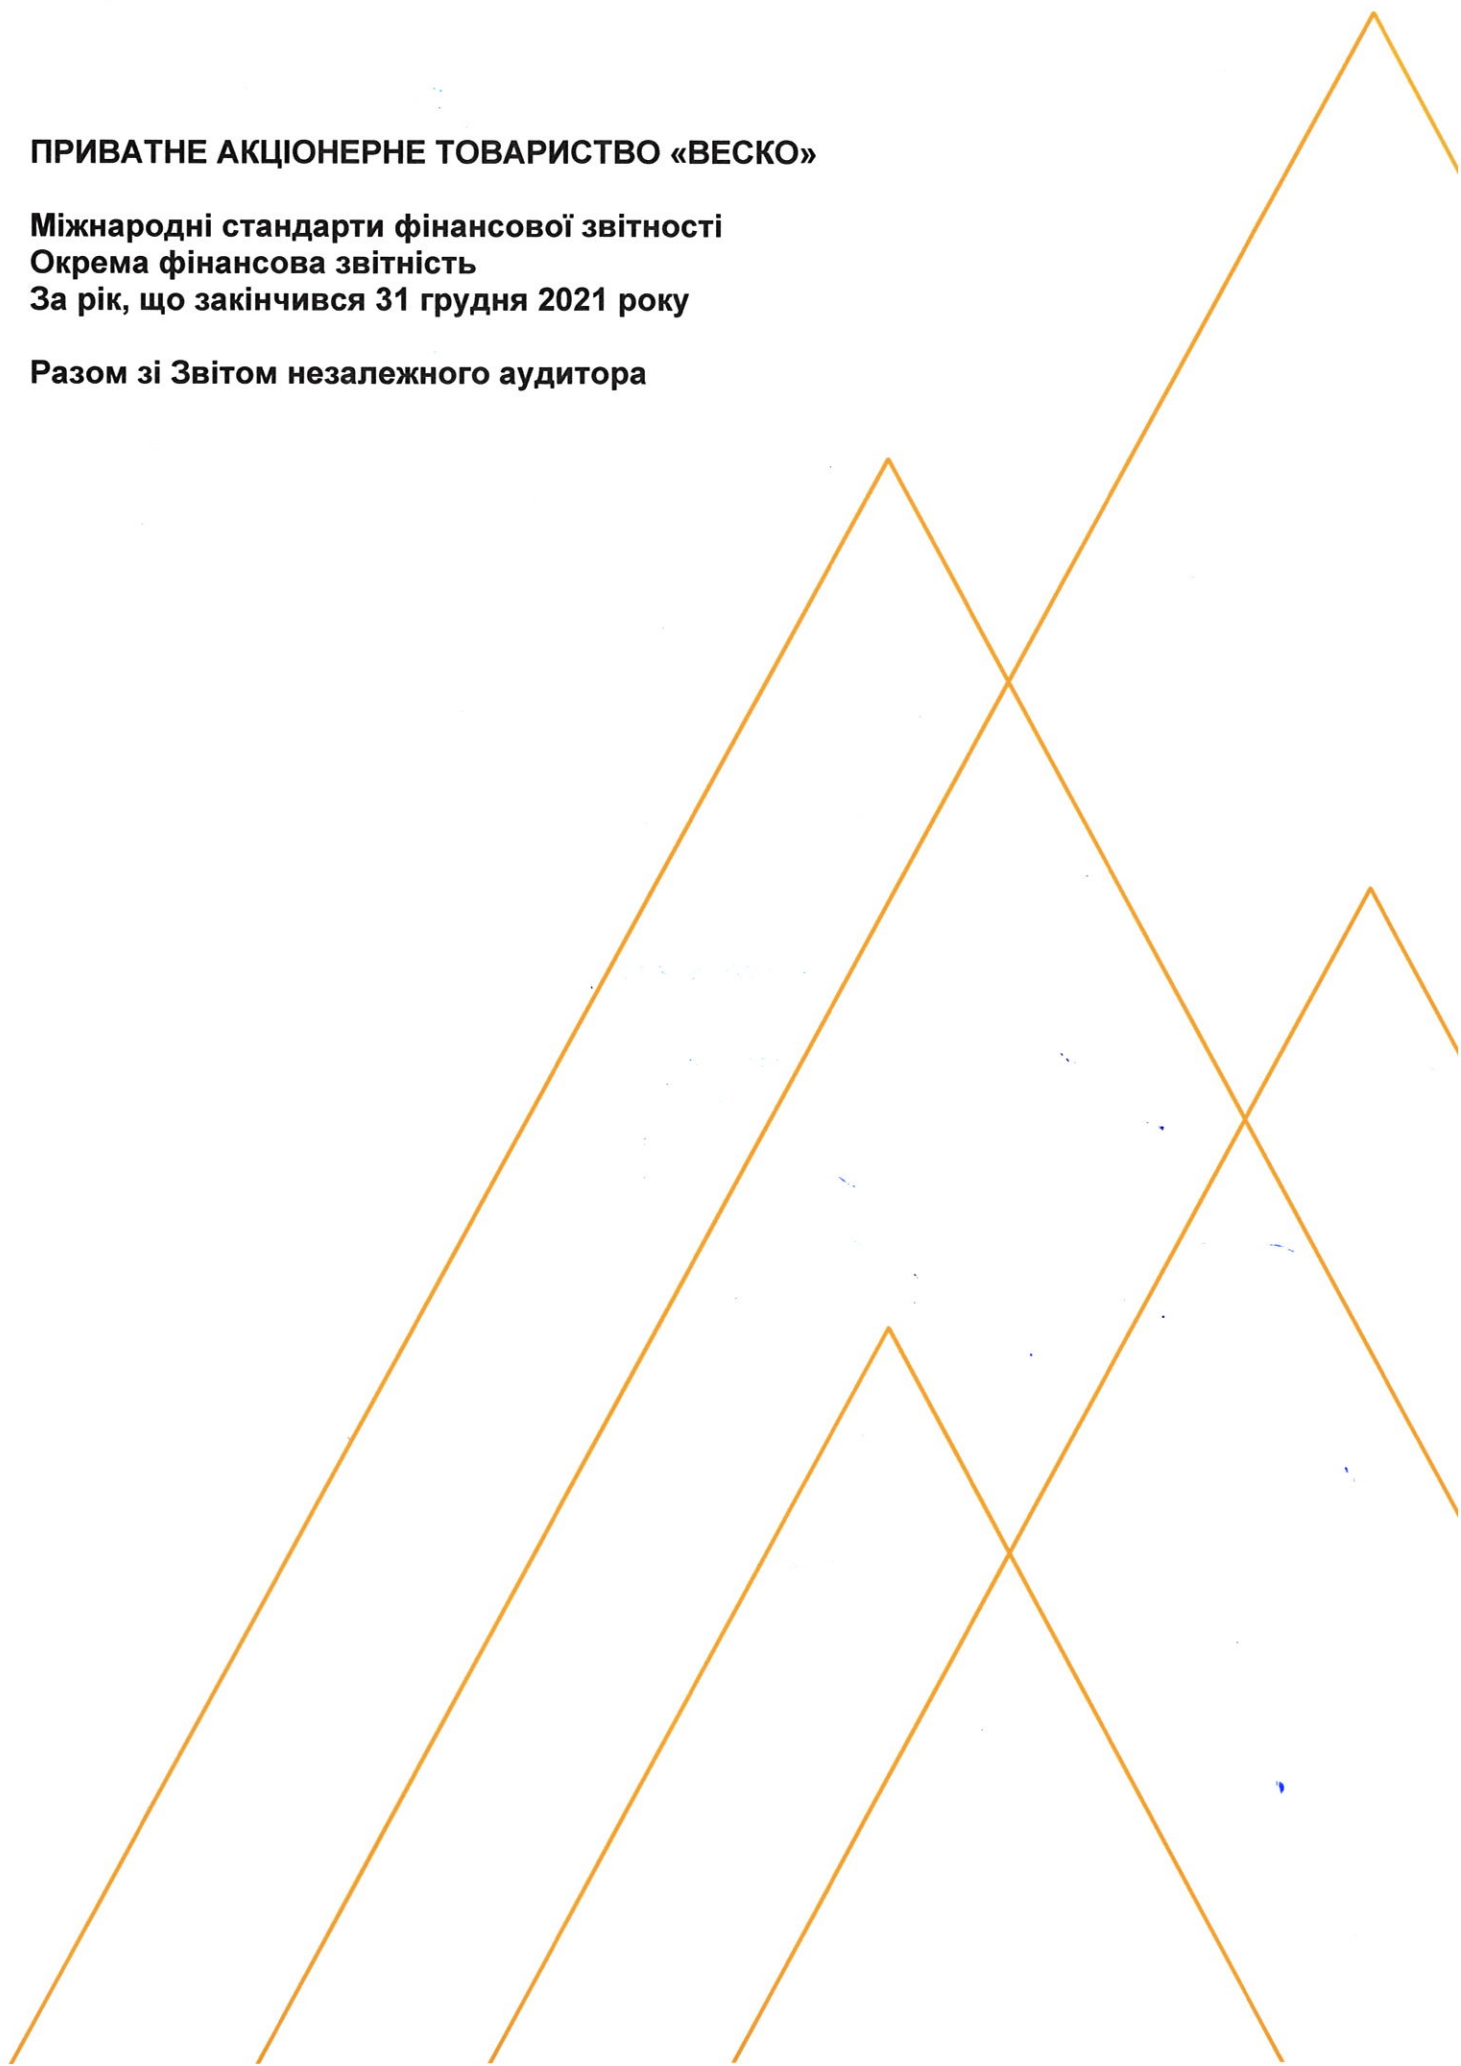 ПРИВАТНЕ АКЦІОНЕРНЕ ТОВАРИСТВО «ВЕСКО»
Міжнародні стандарти фінансової звітності
Окрема фінансова звітність
За рік, що закінчився 31 грудня 2021 року
Разом зі Звітом незалежного аудитора